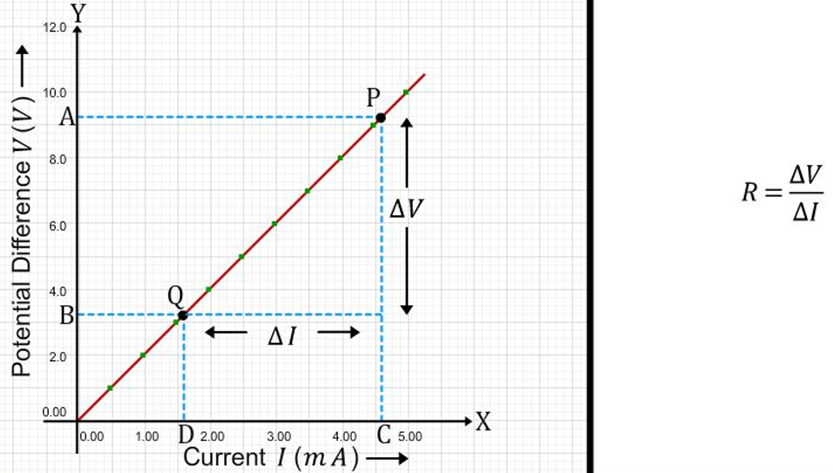 Y
12.0
10.0
A
P
8.0
ΔV
6.0
4.0
Q
B
ΔI
2.0
0.00
X
0.00 1.00 D 2.00 3.00 4.00 C 5.00
Current I (m A)
Potential Difference V (V)
R = ΔV / ΔI